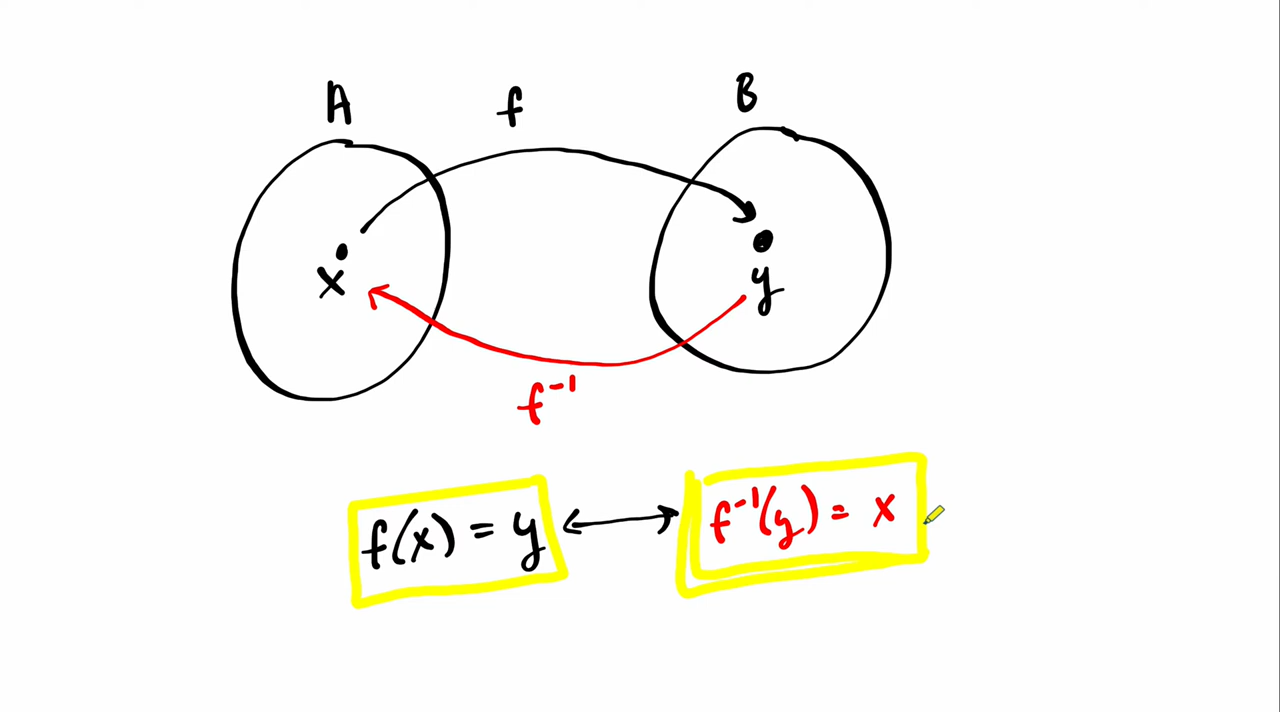 A f B
x y
f⁻¹
f(x) = y ↔ f⁻¹(y) = x